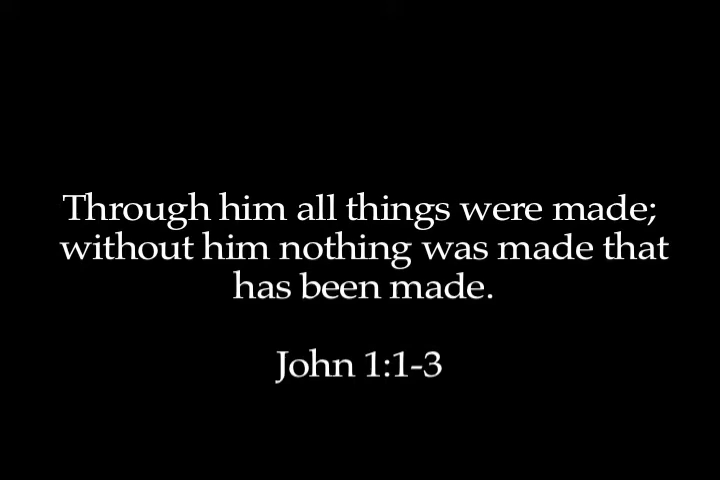 Through him all things were made;
without him nothing was made that
has been made.
John 1:1-3